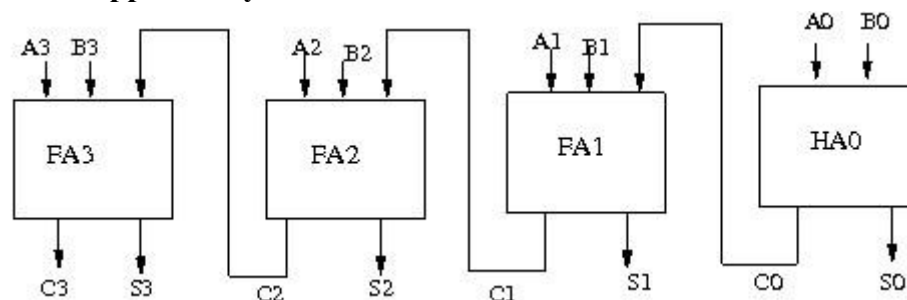 A3 B3 A2 B2 A1 B1 A0 B0
FA3 FA2 FA1 HA0
C3 S3 C2 S2 C1 S1 C0 S0